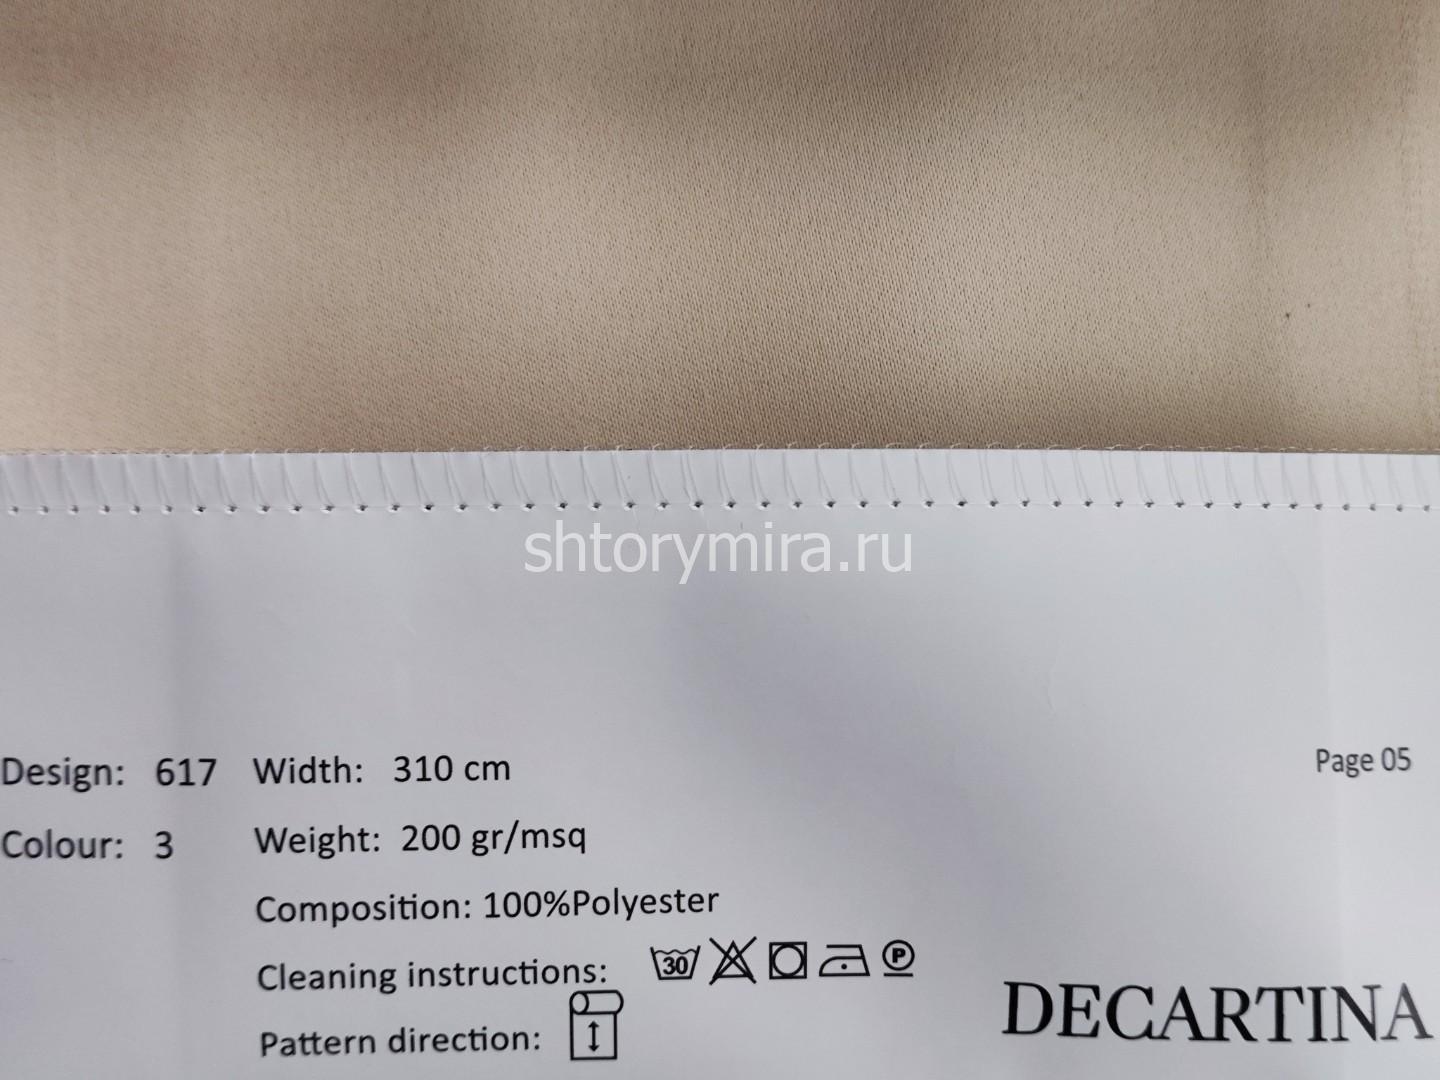 shtorymira.ru
Design: 617 Width: 310 cm
Page 05
Colour: 3 Weight: 200 gr/msq
Composition: 100%Polyester
Cleaning instructions: 30 P
Pattern direction:
DECARTINA